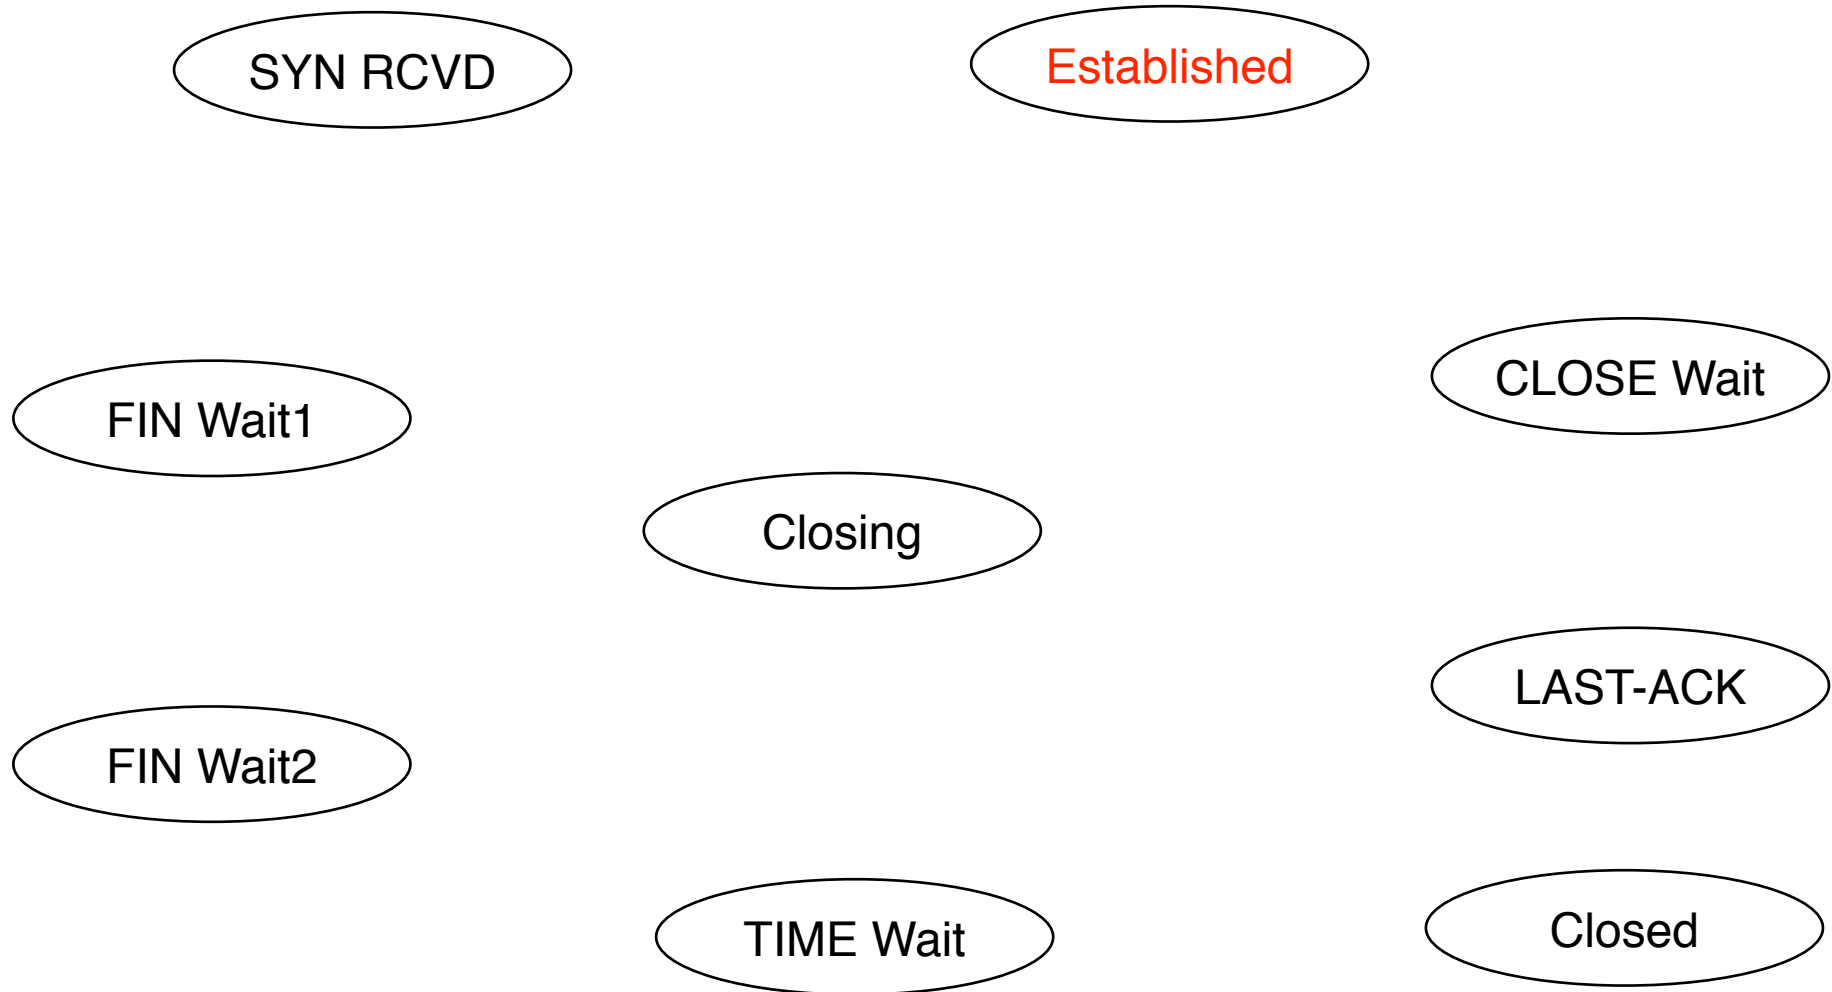 SYN RCVD
Established
FIN Wait1
CLOSE Wait
Closing
LAST-ACK
FIN Wait2
TIME Wait
Closed